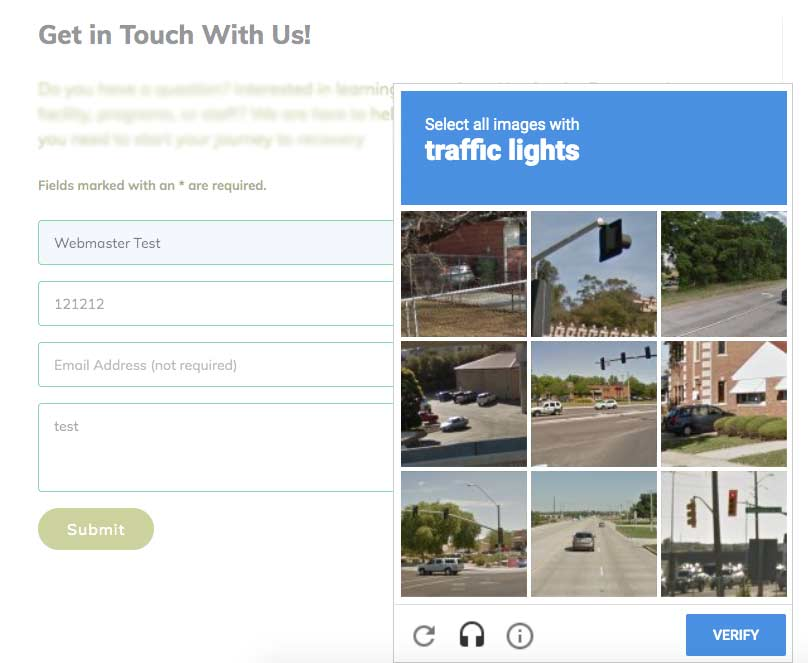 Get in Touch With Us!
Do you have a question? Interested in learning
facility, programs, or staff? We are here to hel
you need to start your journey to recovery
Fields marked with an * are required.
Webmaster Test
121212
Email Address (not required)
test
Submit
Select all images with
traffic lights
VERIFY